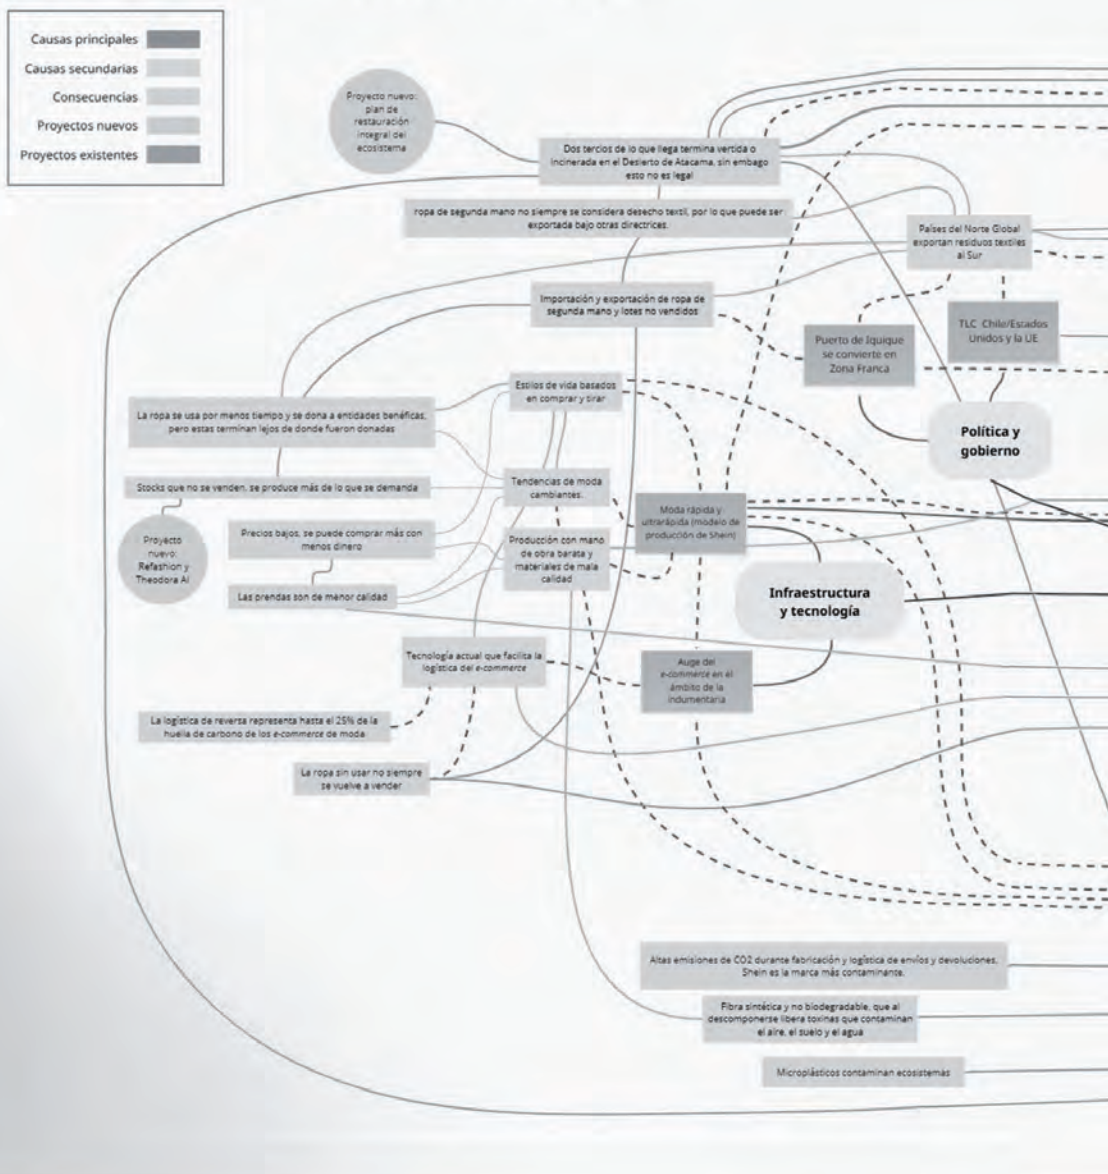 Causas principales
Causas secundarias
Consecuencias
Proyectos nuevos
Proyectos existentes
Proyecto nuevo:
plan de
restauración
integral del
ecosistema
Dos tercios de lo que llega termina vertida o
incinerada en el Desierto de Atacama, sin embago
esto no es legal
ropa de segunda mano no siempre se considera desecho textil, por lo que puede ser
exportada bajo otras directrices.
Países del Norte Global
exportan residuos textiles
al Sur
Importación y exportación de ropa de
segunda mano y lotes no vendidos
TLC Chile/Estados
Unidos y la UE
Puerto de Iquique
se convierte en
Zona Franca
Estilos de vida basados
en comprar y tirar
La ropa se usa por menos tiempo y se dona a entidades benéficas,
pero estas terminan lejos de donde fueron donadas
Política y
gobierno
Stocks que no se venden, se produce más de lo que se demanda
Tendencias de moda
cambiantes.
Moda rápida y
ultrarápida (modelo de
producción de Shein)
Proyecto
nuevo:
Refashion y
Theodora AI
Precios bajos, se puede comprar más con
menos dinero
Producción con mano
de obra barata y
materiales de mala
calidad
Las prendas son de menor calidad
Infraestructura
y tecnología
Tecnología actual que facilita la
logística del e-commerce
Auge del
e-commerce en el
ámbito de la
indumentaria
La logística de reversa representa hasta el 25% de la
huella de carbono de los e-commerce de moda
La ropa sin usar no siempre
se vuelve a vender
Altas emisiones de CO2 durante fabricación y logística de envíos y devoluciones.
Shein es la marca más contaminante.
Fibra sintética y no biodegradable, que al
descomponerse libera toxinas que contaminan
el aire, el suelo y el agua
Microplásticos contaminan ecosistemas